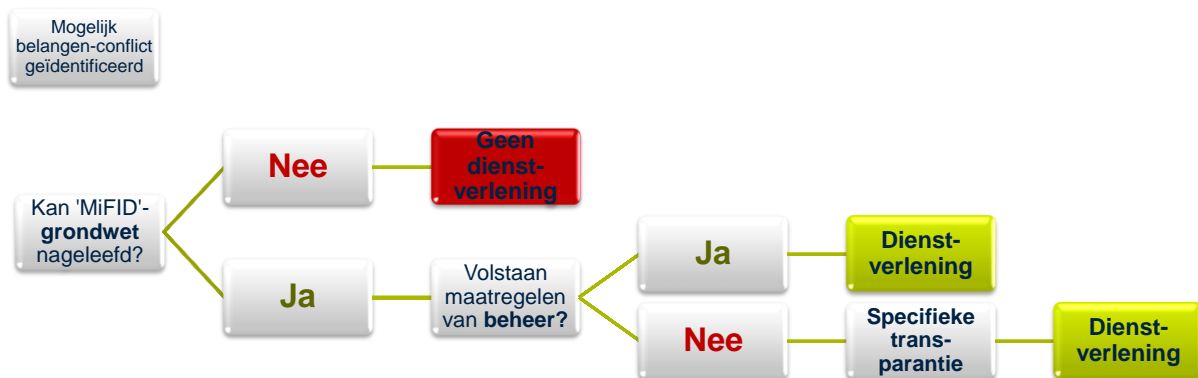 Mogelijk
belangen-conflict
geïdentificeerd
Nee
Geen
dienst-
verlening
Kan 'MiFID'-
grondwet
nageleefd?
Ja
Volstaan
maatregelen
van beheer?
Ja
Dienst-
verlening
Nee
Specifieke
trans-
parantie
Dienst-
verlening